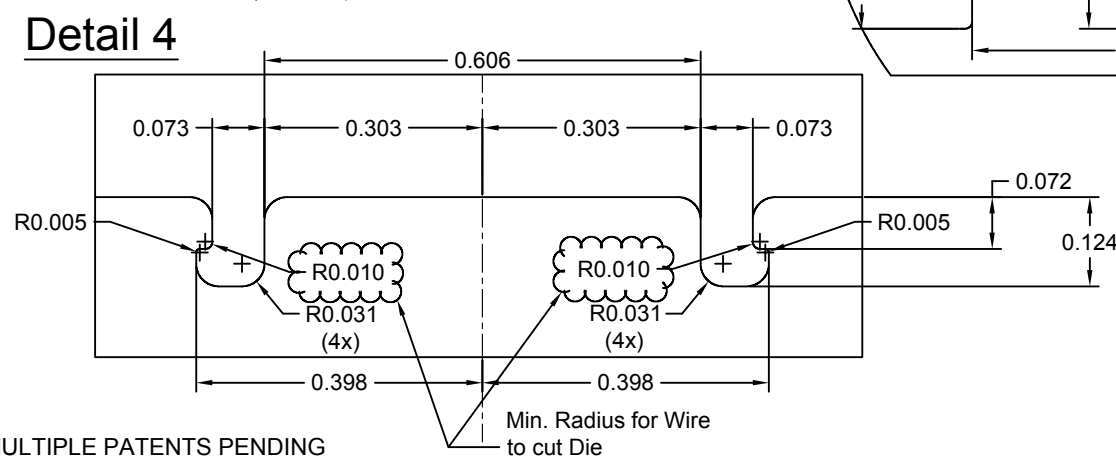 Detail 4
0.606
0.073
0.303
0.303
0.073
0.072
R0.005
R0.005
0.124
R0.010
R0.010
R0.031
(4x)
R0.031
(4x)
0.398
0.398
Min. Radius for Wire
to cut Die
MULTIPLE PATENTS PENDING